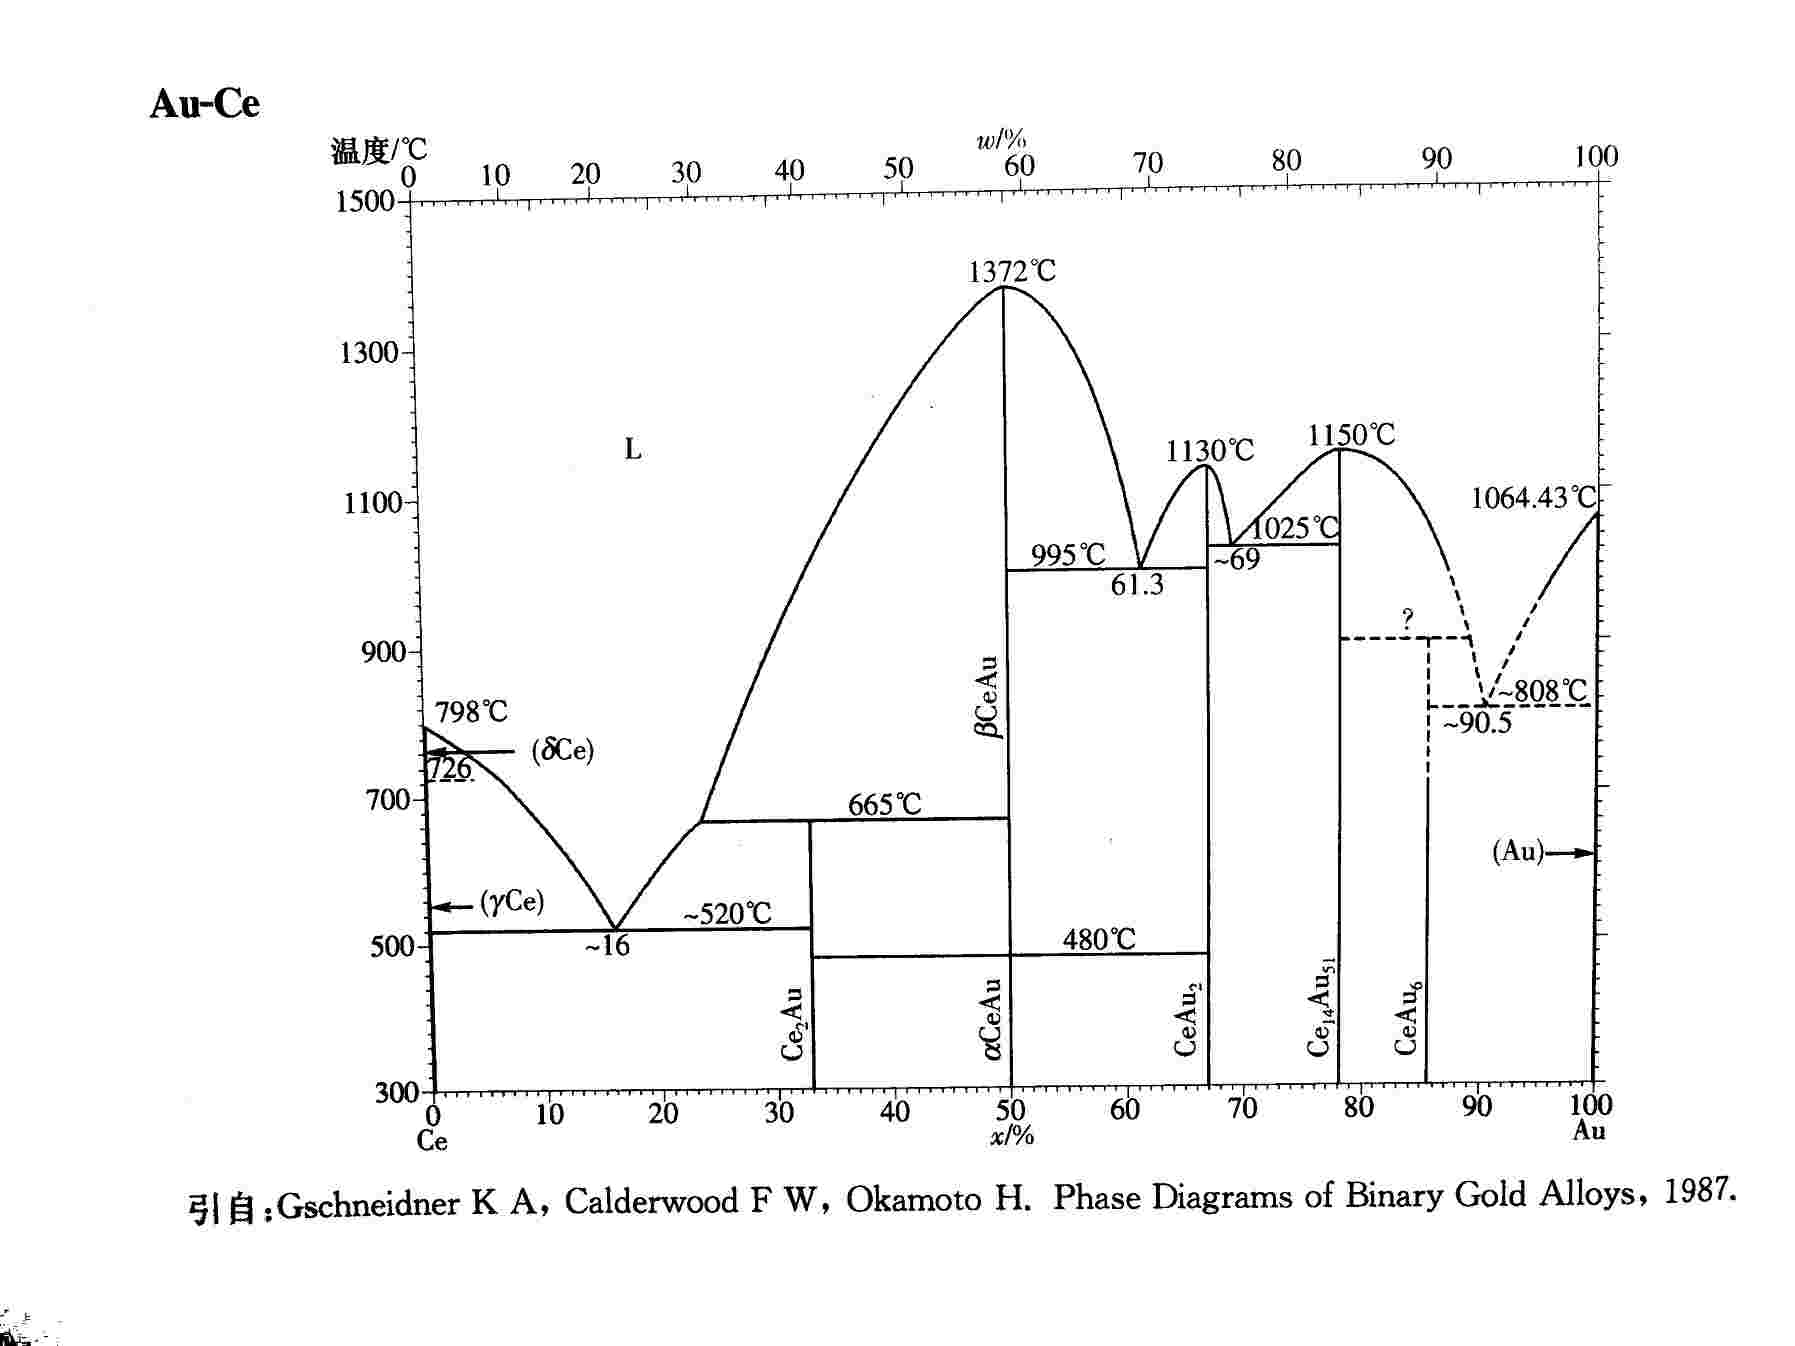 Au-Ce
温度/℃
w/%
0 10 20 30 40 50 60 70 80 90 100
1500
1372℃
1300
L
1130℃
1150℃
1100
1064.43℃
1025℃
995℃
~69
61.3
?
900
βCeAu
798℃
~808℃
~90.5
(δCe)
726
700
665℃
(Au)
(γCe)
~520℃
500
~16
480℃
Ce₂Au
αCeAu
CeAu₂
Ce₁₄Au₅₁
CeAu₆
300
0 10 20 30 40 50 60 70 80 90 100
Ce
x/%
Au
引自:Gschneidner K A, Calderwood F W, Okamoto H. Phase Diagrams of Binary Gold Alloys, 1987.